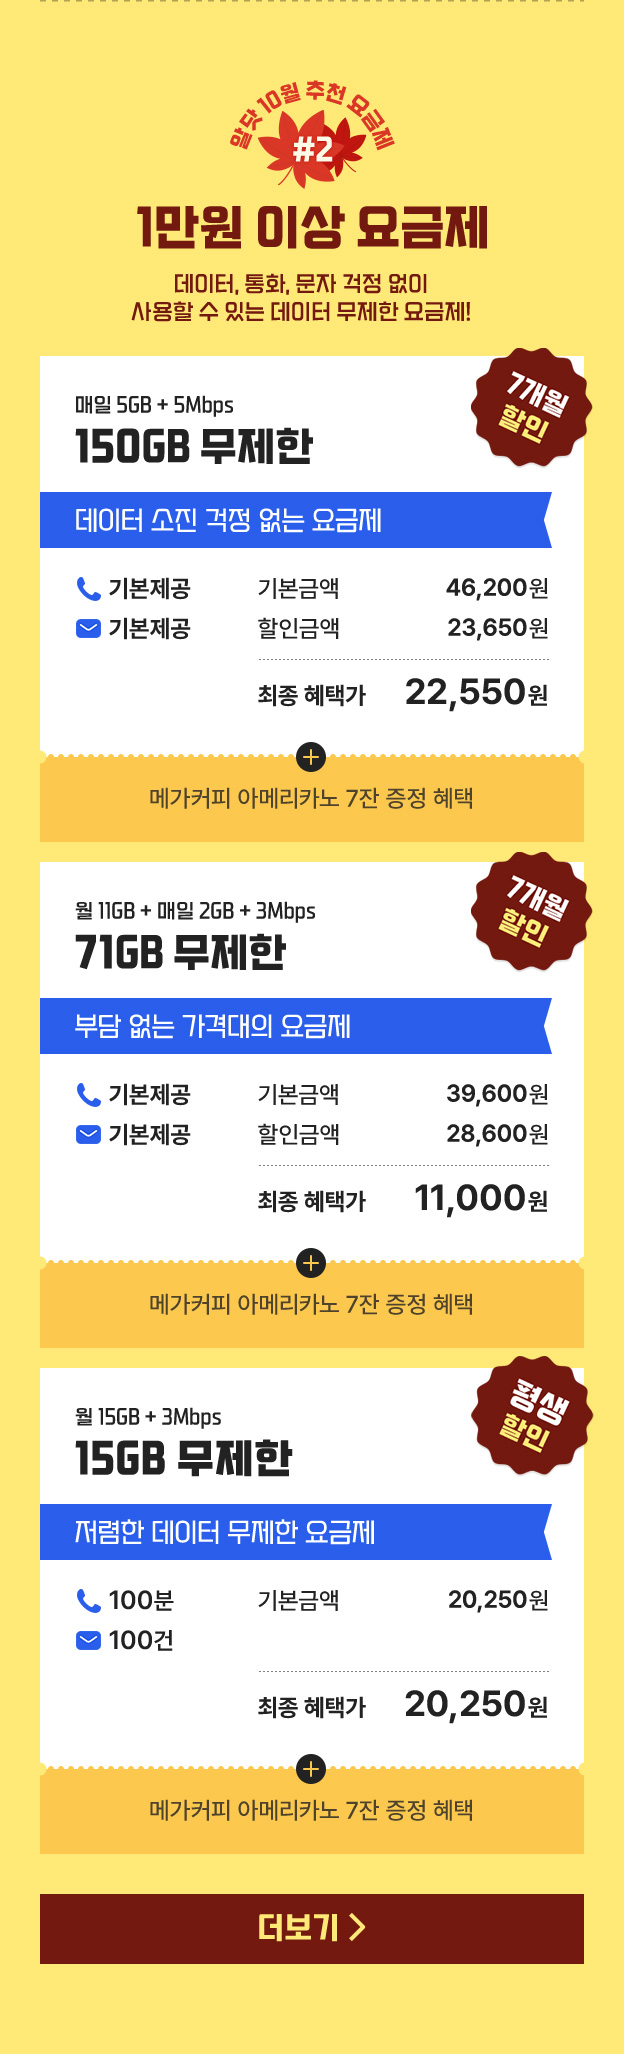 알닷 10월 추천 요금제
#2
1만원 이상 요금제
데이터, 통화, 문자 걱정 없이
사용할 수 있는 데이터 무제한 요금제!
7개월
할인
매일 5GB + 5Mbps
150GB 무제한
데이터 소진 걱정 없는 요금제
기본제공 기본금액 46,200원
기본제공 할인금액 23,650원
최종 혜택가 22,550원
메가커피 아메리카노 7잔 증정 혜택
7개월
할인
월 11GB + 매일 2GB + 3Mbps
71GB 무제한
부담 없는 가격대의 요금제
기본제공 기본금액 39,600원
기본제공 할인금액 28,600원
최종 혜택가 11,000원
메가커피 아메리카노 7잔 증정 혜택
평생
할인
월 15GB + 3Mbps
15GB 무제한
저렴한 데이터 무제한 요금제
100분 기본금액 20,250원
100건
최종 혜택가 20,250원
메가커피 아메리카노 7잔 증정 혜택
더보기 >